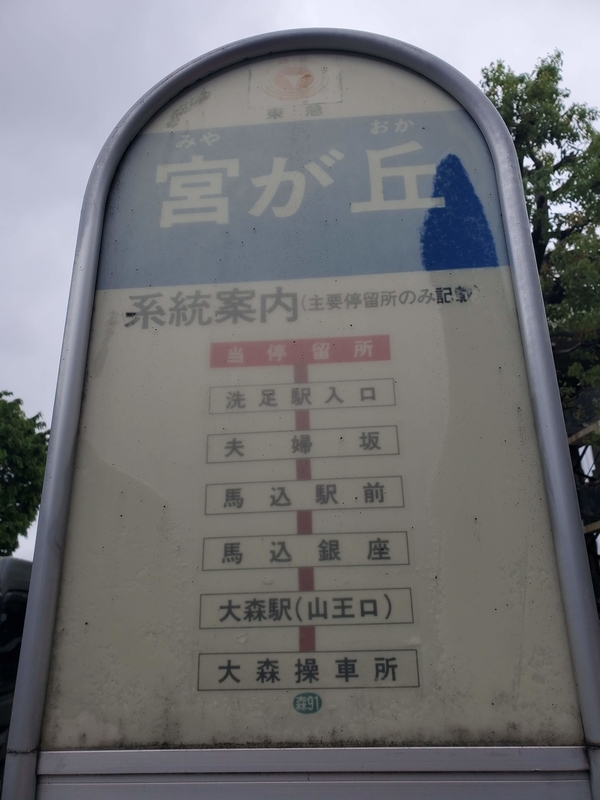 東急
みや おか
宮が丘
系統案内(主要停留所のみ記載)
当停留所
洗足駅入口
夫婦坂
馬込駅前
馬込銀座
大森駅(山王口)
大森操車所
森91